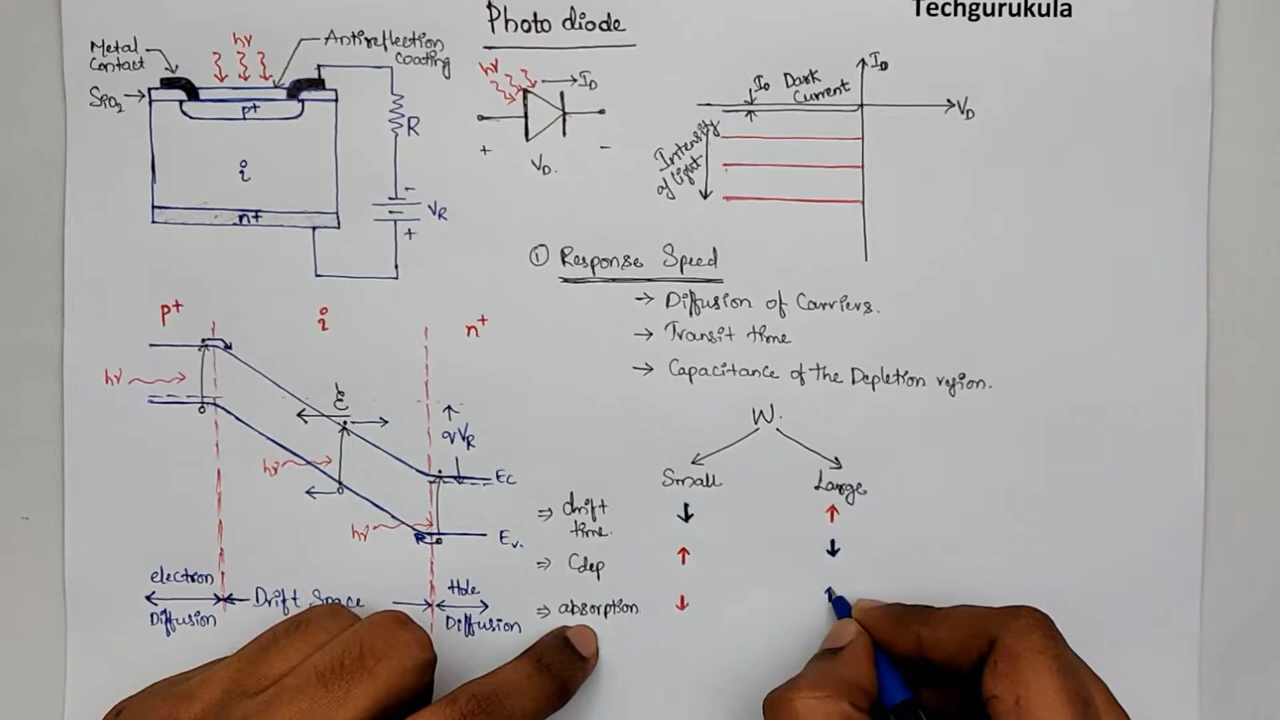 Techgurukula
Photo diode
Metal
Contact
hν
Antireflection
Coating
SiO2
p+
i
n+
R
-
VR
+
hν
ID
+
VD.
-
ID
I0
Dark
Current
VD
Intensity
of light
① Response Speed
→ Diffusion of Carriers.
→ Transit time
→ Capacitance of the Depletion region.
p+
i
n+
hν
ℰ
hν
qVR
hν
EC
Ev.
electron
Diffusion
Drift Space
Hole
Diffusion
W.
Small
Large
⇒ drift
time.
↓
↑
⇒ Cdep
↑
↓
⇒ absorption
↓